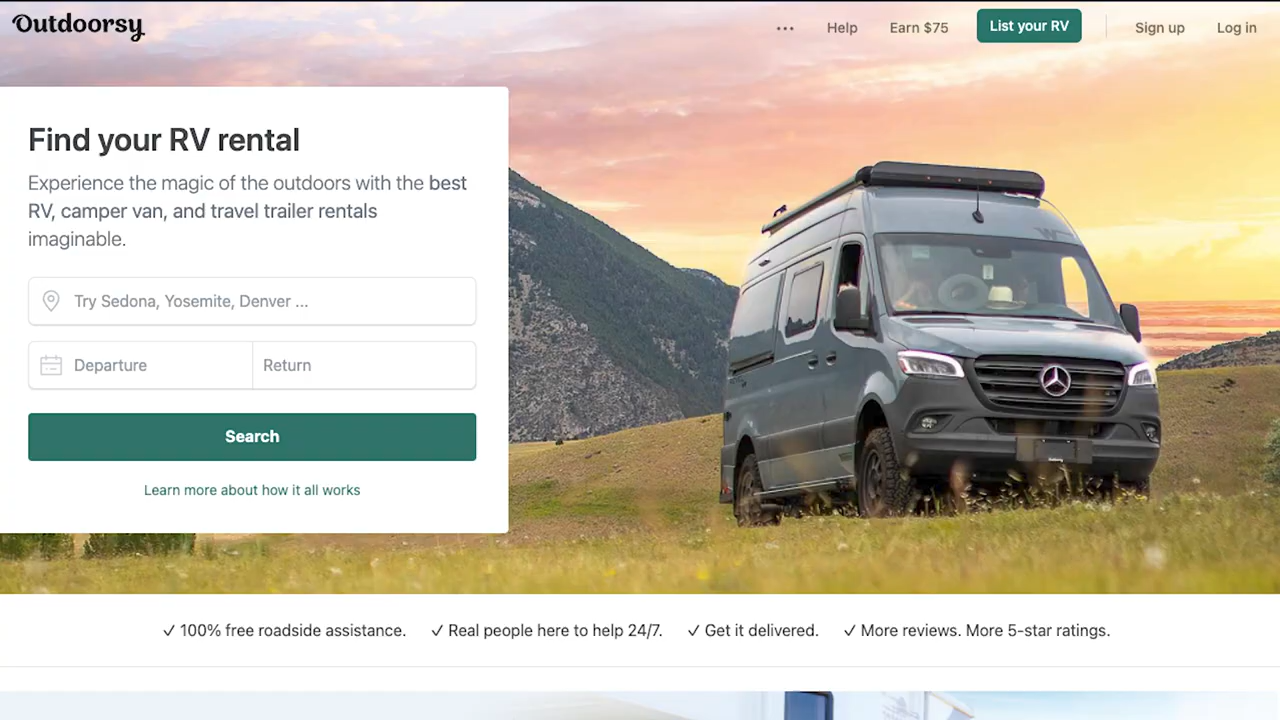 Outdoorsy
... Help Earn $75 List your RV Sign up Log in
Find your RV rental
Experience the magic of the outdoors with the best
RV, camper van, and travel trailer rentals
imaginable.
Try Sedona, Yosemite, Denver ...
Departure Return
Search
Learn more about how it all works
✓ 100% free roadside assistance. ✓ Real people here to help 24/7. ✓ Get it delivered. ✓ More reviews. More 5-star ratings.